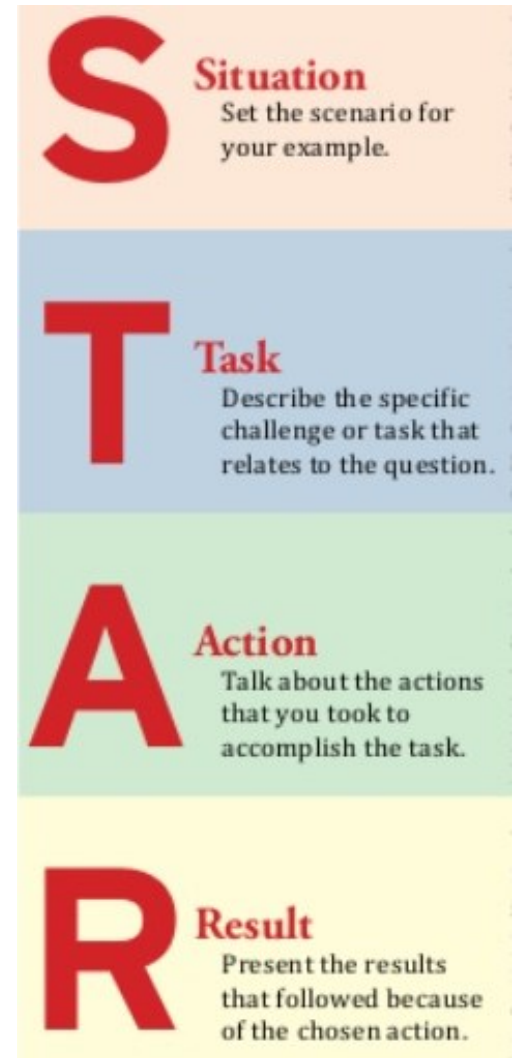 S
Situation
Set the scenario for
your example.
T
Task
Describe the specific
challenge or task that
relates to the question.
A
Action
Talk about the actions
that you took to
accomplish the task.
R
Result
Present the results
that followed because
of the chosen action.